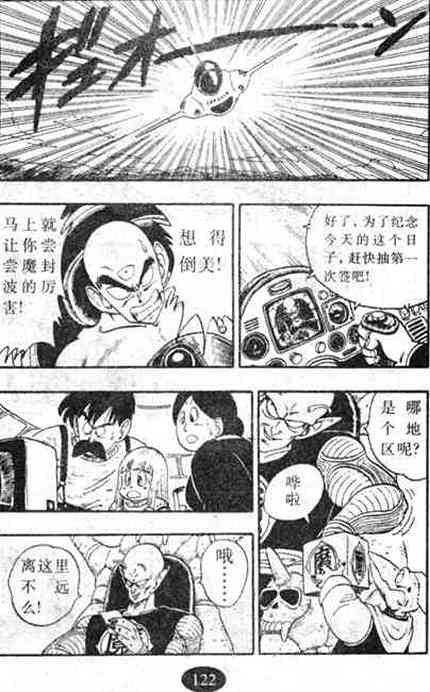 ギュオーン
好了，为了纪念
今天的这个日
子，赶快抽第一
次签吧!
想得
倒美!
马上就
让你尝
尝魔封
波的厉
害!
是哪
个地
区呢?
哗
啦
魔
哦……
离这里
不远
么!
122